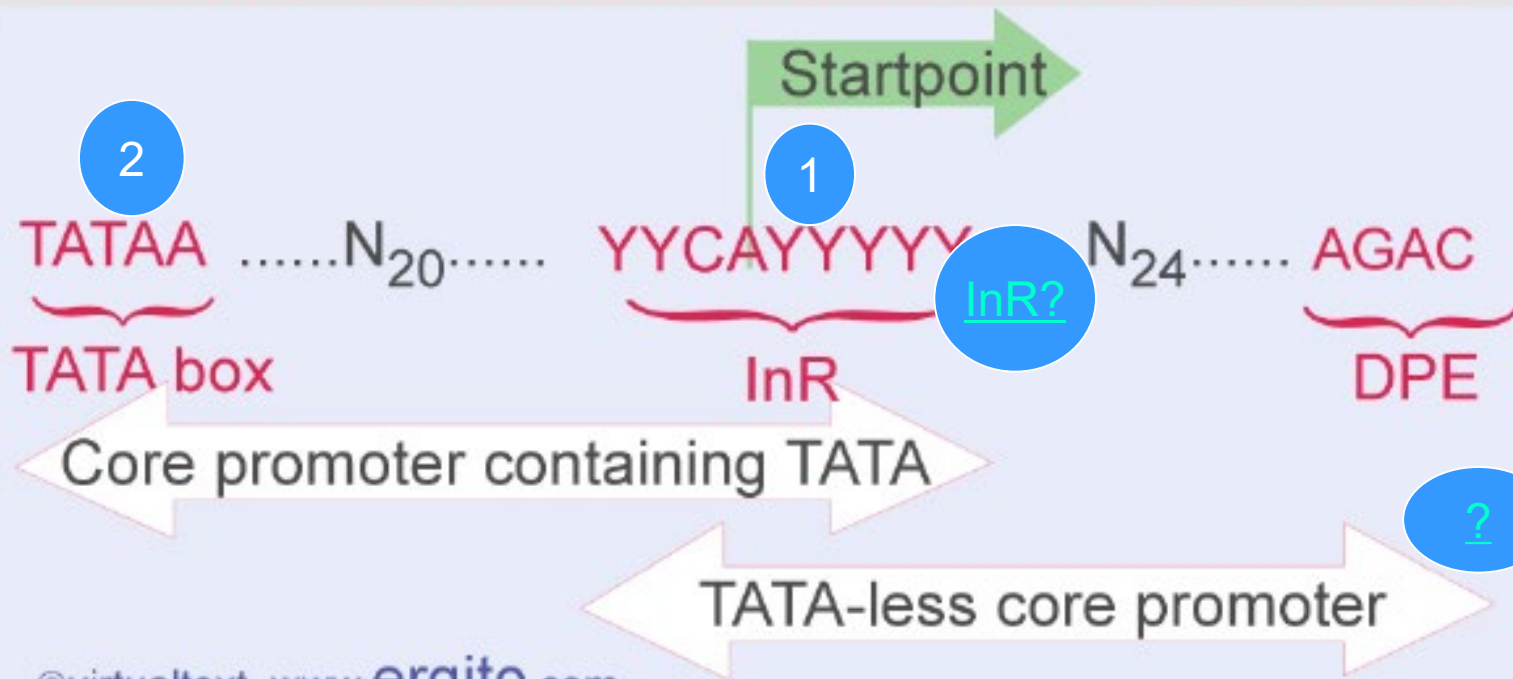 Startpoint
2
1
TATAA ......N20...... YYCAYYYYY N24...... AGAC
InR?
TATA box InR DPE
Core promoter containing TATA
?
TATA-less core promoter
ergito